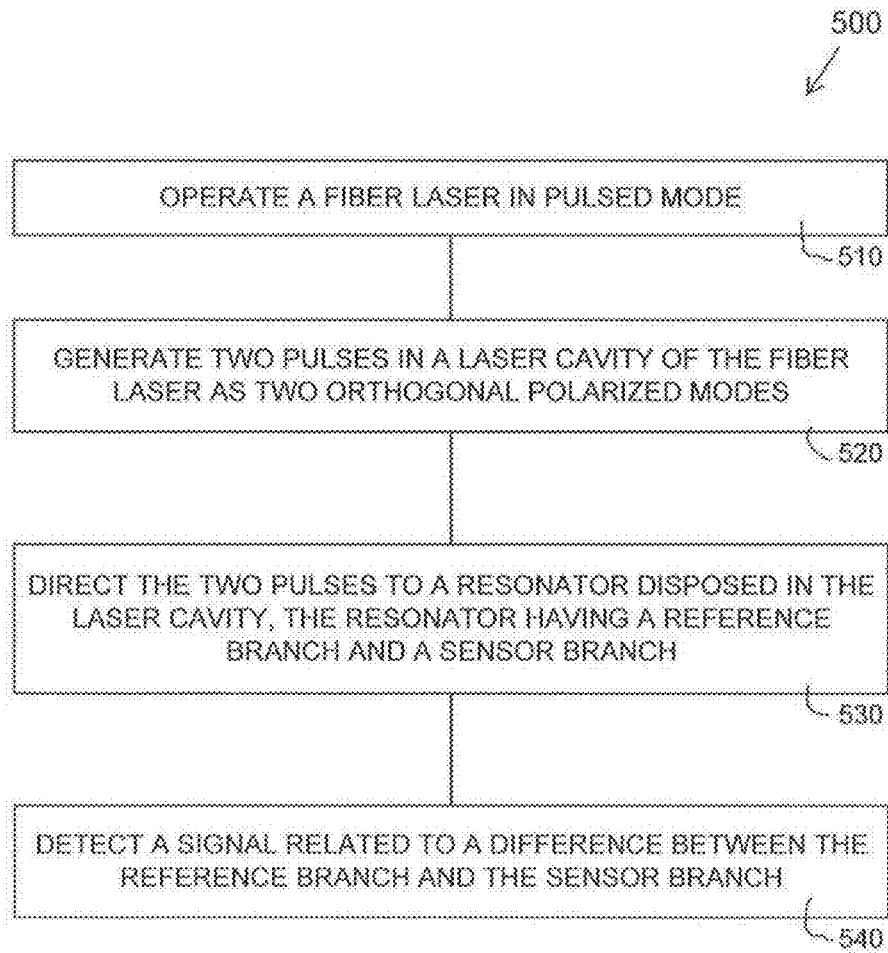 500
OPERATE A FIBER LASER IN PULSED MODE
510
GENERATE TWO PULSES IN A LASER CAVITY OF THE FIBER
LASER AS TWO ORTHOGONAL POLARIZED MODES
520
DIRECT THE TWO PULSES TO A RESONATOR DISPOSED IN THE
LASER CAVITY, THE RESONATOR HAVING A REFERENCE
BRANCH AND A SENSOR BRANCH
530
DETECT A SIGNAL RELATED TO A DIFFERENCE BETWEEN THE
REFERENCE BRANCH AND THE SENSOR BRANCH
540